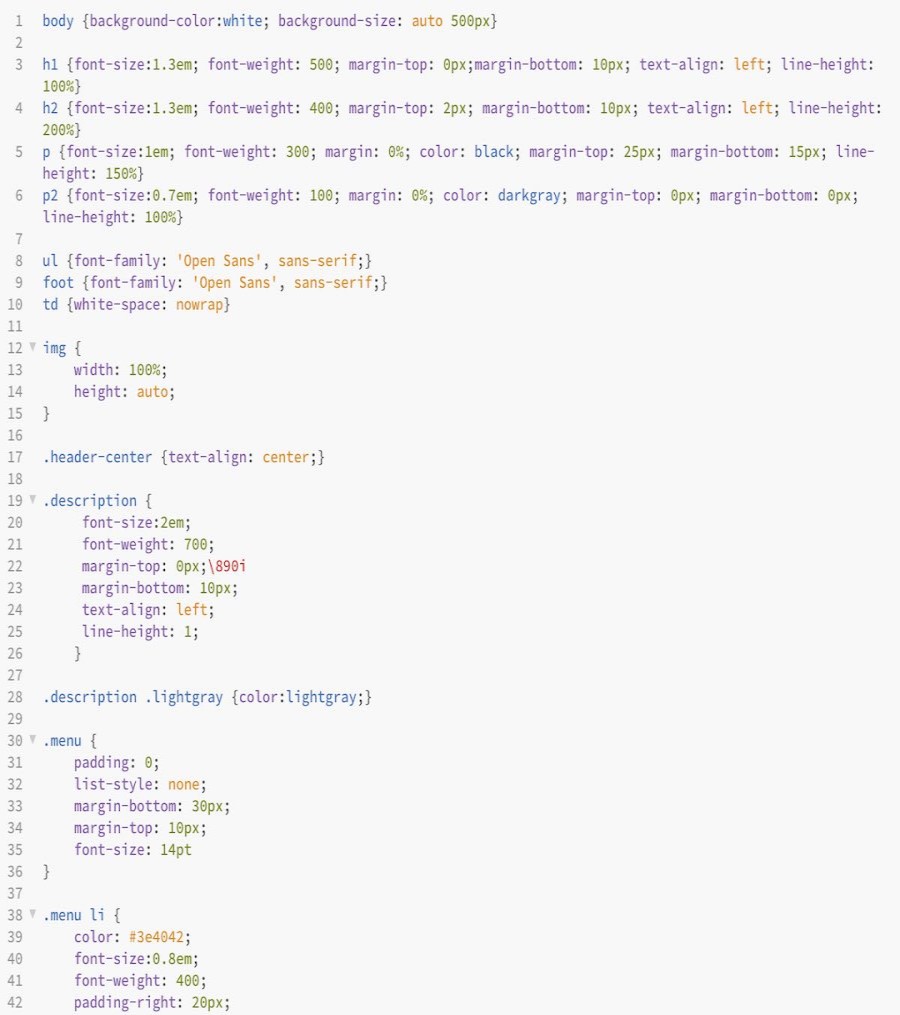 1 body {background-color:white; background-size: auto 500px}
2
3 h1 {font-size:1.3em; font-weight: 500; margin-top: 0px;margin-bottom: 10px; text-align: left; line-height:
100%}
4 h2 {font-size:1.3em; font-weight: 400; margin-top: 2px; margin-bottom: 10px; text-align: left; line-height:
200%}
5 p {font-size:1em; font-weight: 300; margin: 0%; color: black; margin-top: 25px; margin-bottom: 15px; line-
height: 150%}
6 p2 {font-size:0.7em; font-weight: 100; margin: 0%; color: darkgray; margin-top: 0px; margin-bottom: 0px;
line-height: 100%}
7
8 ul {font-family: 'Open Sans', sans-serif;}
9 foot {font-family: 'Open Sans', sans-serif;}
10 td {white-space: nowrap}
11
12 img {
13 width: 100%;
14 height: auto;
15 }
16
17 .header-center {text-align: center;}
18
19 .description {
20 font-size:2em;
21 font-weight: 700;
22 margin-top: 0px;\890i
23 margin-bottom: 10px;
24 text-align: left;
25 line-height: 1;
26 }
27
28 .description .lightgray {color:lightgray;}
29
30 .menu {
31 padding: 0;
32 list-style: none;
33 margin-bottom: 30px;
34 margin-top: 10px;
35 font-size: 14pt
36 }
37
38 .menu li {
39 color: #3e4042;
40 font-size:0.8em;
41 font-weight: 400;
42 padding-right: 20px;